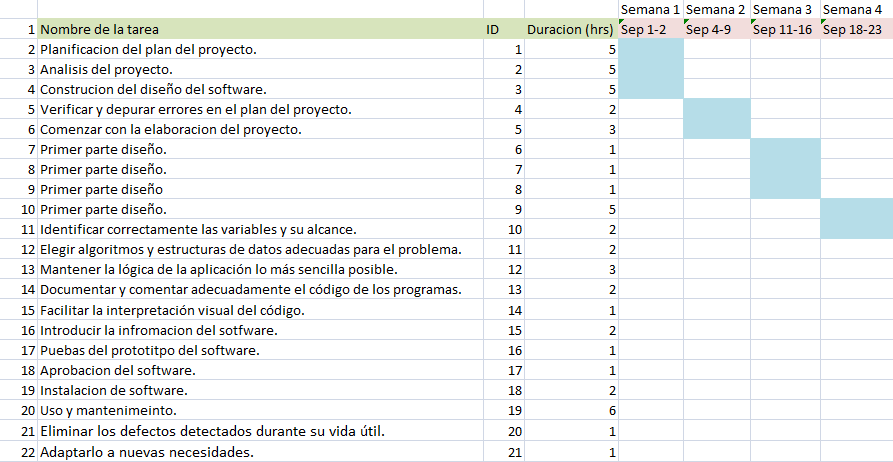 Semana 1 Semana 2 Semana 3 Semana 4
1 Nombre de la tarea ID Duracion (hrs) Sep 1-2 Sep 4-9 Sep 11-16 Sep 18-23
2 Planificacion del plan del proyecto. 1 5
3 Analisis del proyecto. 2 5
4 Construcion del diseño del software. 3 5
5 Verificar y depurar errores en el plan del proyecto. 4 2
6 Comenzar con la elaboracion del proyecto. 5 3
7 Primer parte diseño. 6 1
8 Primer parte diseño. 7 1
9 Primer parte diseño 8 1
10 Primer parte diseño. 9 5
11 Identificar correctamente las variables y su alcance. 10 2
12 Elegir algoritmos y estructuras de datos adecuadas para el problema. 11 2
13 Mantener la lógica de la aplicación lo más sencilla posible. 12 3
14 Documentar y comentar adecuadamente el código de los programas. 13 2
15 Facilitar la interpretación visual del código. 14 1
16 Introducir la infromacion del sotfware. 15 2
17 Puebas del prototitpo del software. 16 1
18 Aprobacion del software. 17 1
19 Instalacion de software. 18 2
20 Uso y mantenimeinto. 19 6
21 Eliminar los defectos detectados durante su vida útil. 20 1
22 Adaptarlo a nuevas necesidades. 21 1